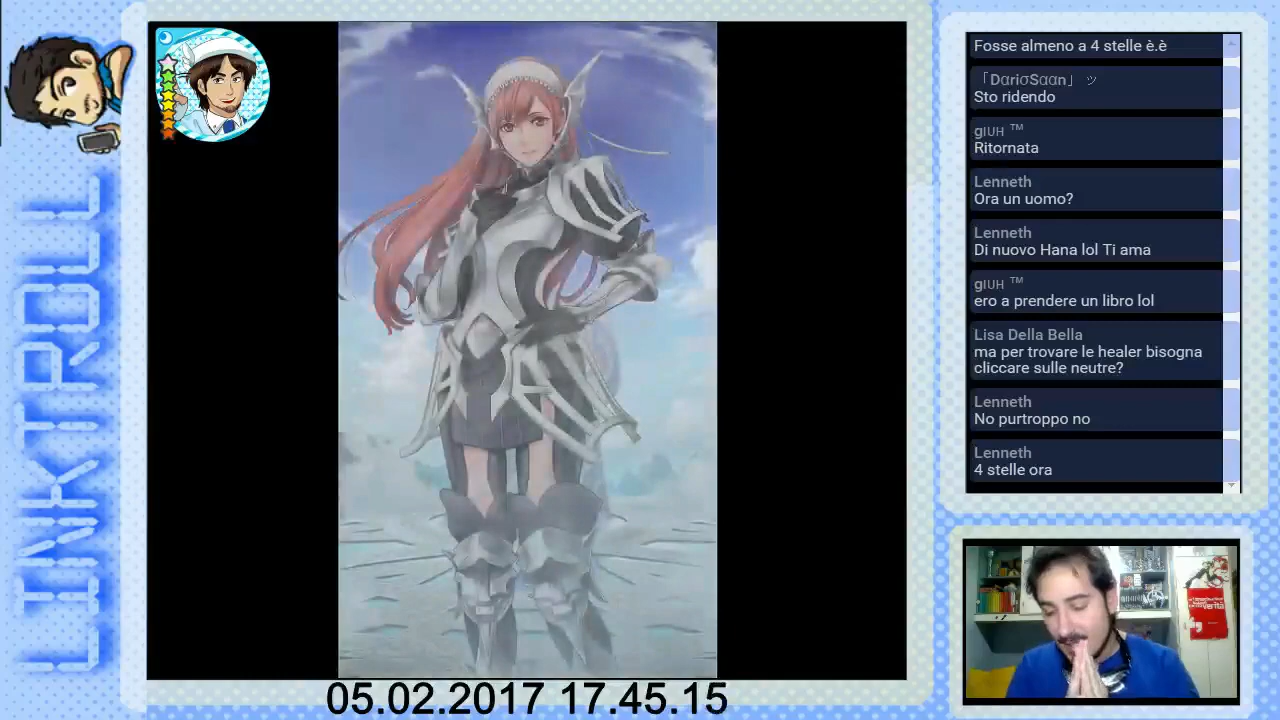 LINKTROLL
Fosse almeno a 4 stelle è.è
「DαriσSααn」ッ
Sto ridendo
gIUH ™
Ritornata
Lenneth
Ora un uomo?
Lenneth
Di nuovo Hana lol Ti ama
gIUH ™
ero a prendere un libro lol
Lisa Della Bella
ma per trovare le healer bisogna
cliccare sulle neutre?
Lenneth
No purtroppo no
Lenneth
4 stelle ora
verità
05.02.2017 17.45.15